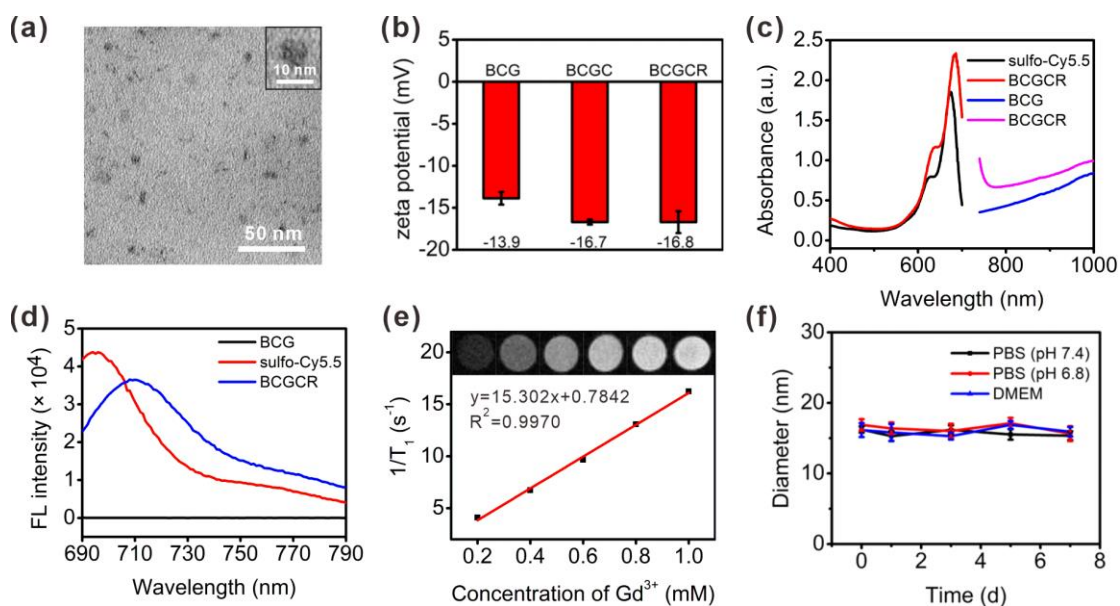 (a)
10 nm
50 nm
(b)
zeta potential (mV)
5
0
-5
-10
-15
-20
BCG BCGC BCGCR
-13.9 -16.7 -16.8
(c)
Absorbance (a.u.)
2.5
2.0
1.5
1.0
0.5
0.0
sulfo-Cy5.5
BCGCR
BCG
BCGCR
400 600 800 1000
Wavelength (nm)
(d)
FL intensity (× 10⁴)
5
4
3
2
1
0
BCG
sulfo-Cy5.5
BCGCR
690 710 730 750 770 790
Wavelength (nm)
(e)
1/T₁ (s⁻¹)
20
15
10
5
y=15.302x+0.7842
R²=0.9970
0.2 0.4 0.6 0.8 1.0
Concentration of Gd³⁺ (mM)
(f)
Diameter (nm)
30
20
10
0
PBS (pH 7.4)
PBS (pH 6.8)
DMEM
0 2 4 6 8
Time (d)